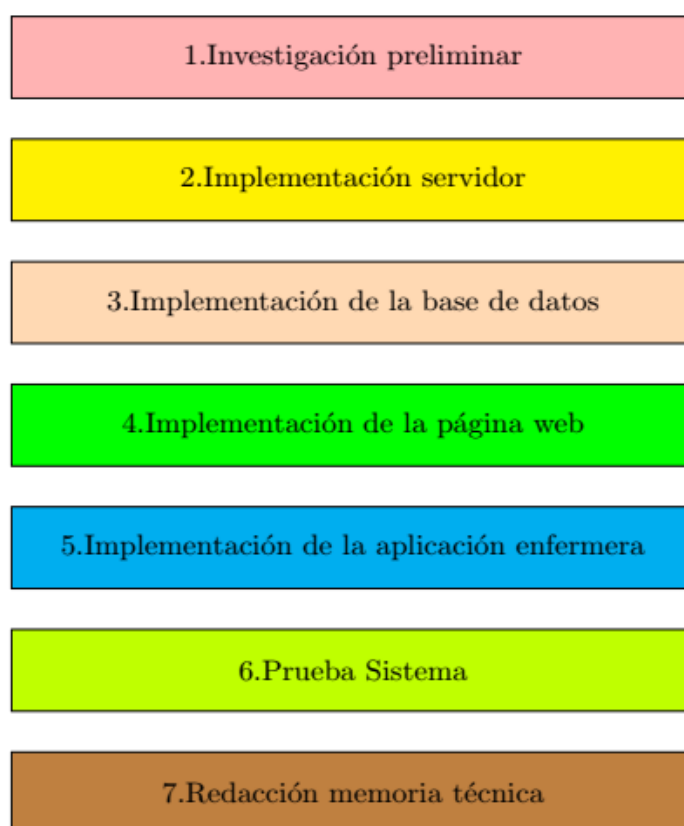 1.Investigación preliminar
2.Implementación servidor
3.Implementación de la base de datos
4.Implementación de la página web
5.Implementación de la aplicación enfermera
6.Prueba Sistema
7.Redacción memoria técnica